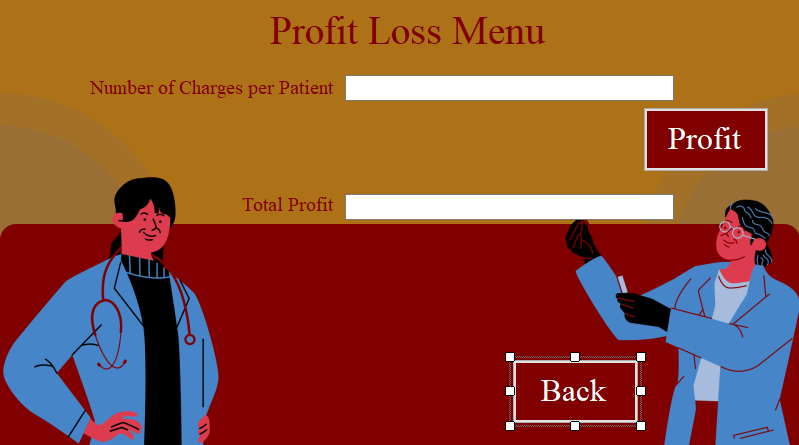 Profit Loss Menu
Number of Charges per Patient
Profit
Total Profit
Back